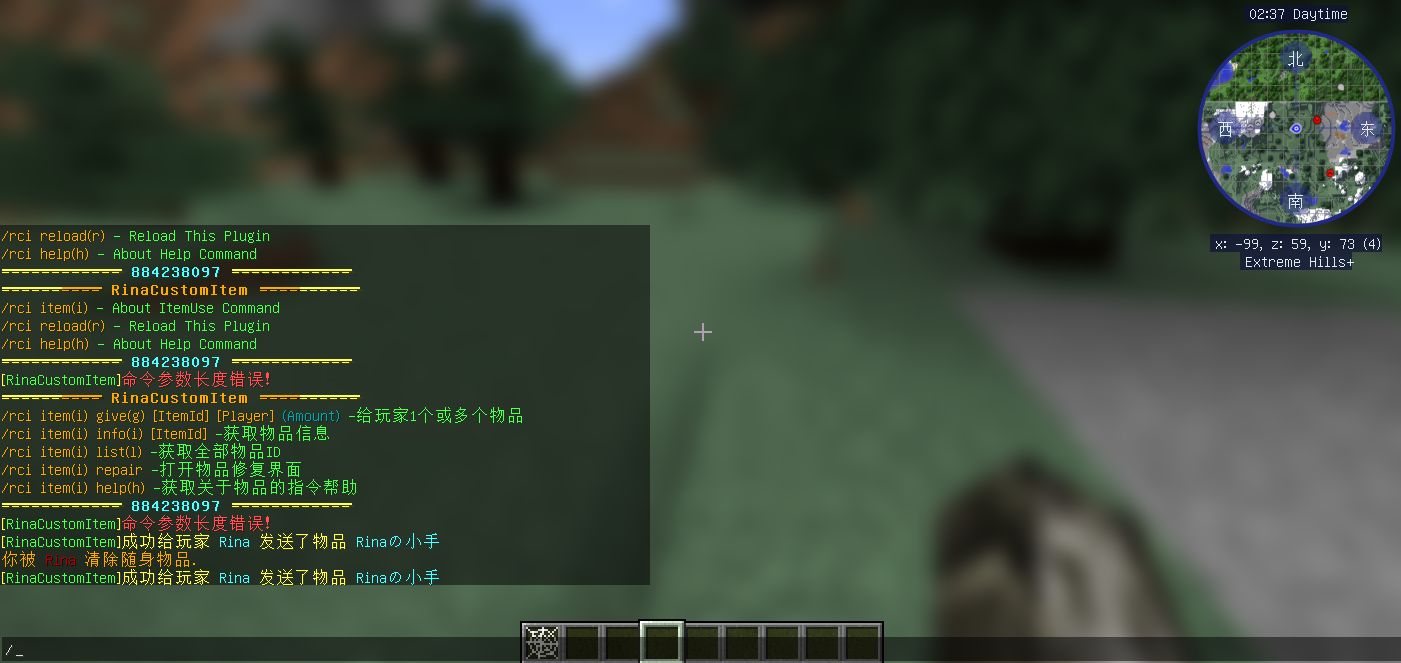 02:37 Daytime
北
西
东
南
x: -99, z: 59, y: 73 (4)
Extreme Hills+
/rci reload(r) - Reload This Plugin
/rci help(h) - About Help Command
============ 884238097 ============
========== RinaCustomItem ==========
/rci item(i) - About ItemUse Command
/rci reload(r) - Reload This Plugin
/rci help(h) - About Help Command
============ 884238097 ============
[RinaCustomItem]命令参数长度错误!
========== RinaCustomItem ==========
/rci item(i) give(g) [ItemId] [Player] (Amount) -给玩家1个或多个物品
/rci item(i) info(i) [ItemId] -获取物品信息
/rci item(i) list(l) -获取全部物品ID
/rci item(i) repair -打开物品修复界面
/rci item(i) help(h) -获取关于物品的指令帮助
============ 884238097 ============
[RinaCustomItem]命令参数长度错误!
[RinaCustomItem]成功给玩家 Rina 发送了物品 Rinaの小手
你被 Rina 清除随身物品.
[RinaCustomItem]成功给玩家 Rina 发送了物品 Rinaの小手
/_